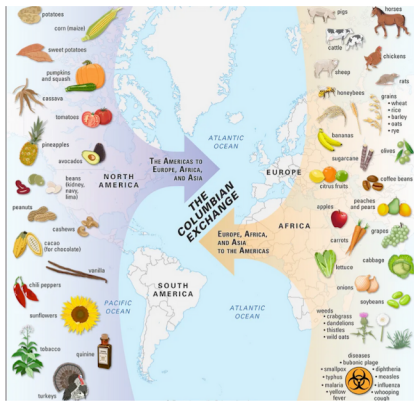 potatoes
corn (maize)
sweet potatoes
pumpkins
and squash
cassava
tomatoes
pineapples
avocados
beans
(kidney,
navy,
lima)
peanuts
cashews
cacao
(for chocolate)
vanilla
chili peppers
sunflowers
tobacco
quinine
turkeys
NORTH
AMERICA
THE AMERICAS TO
EUROPE, AFRICA,
AND ASIA
ATLANTIC
OCEAN
THE
COLUMBIAN
EXCHANGE
EUROPE
AFRICA
EUROPE, AFRICA,
AND ASIA
TO THE AMERICAS
SOUTH
AMERICA
PACIFIC
OCEAN
ATLANTIC
OCEAN
pigs
horses
cattle
chickens
sheep
rats
honeybees
grains
• wheat
• rice
• barley
• oats
• rye
bananas
sugarcane
olives
citrus fruits
coffee beans
peaches
and pears
apples
grapes
carrots
cabbage
lettuce
onions
soybeans
weeds
• crabgrass
• dandelions
• thistles
• wild oats
diseases
• bubonic plague
• smallpox
• typhus
• malaria
• yellow
fever
• diphtheria
• measles
• influenza
• whooping
cough